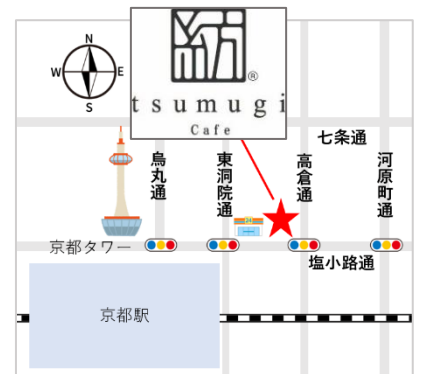 N
W
E
S
®
tsumugi
Cafe
七条通
烏丸通
東洞院通
高倉通
河原町通
京都タワー
塩小路通
京都駅